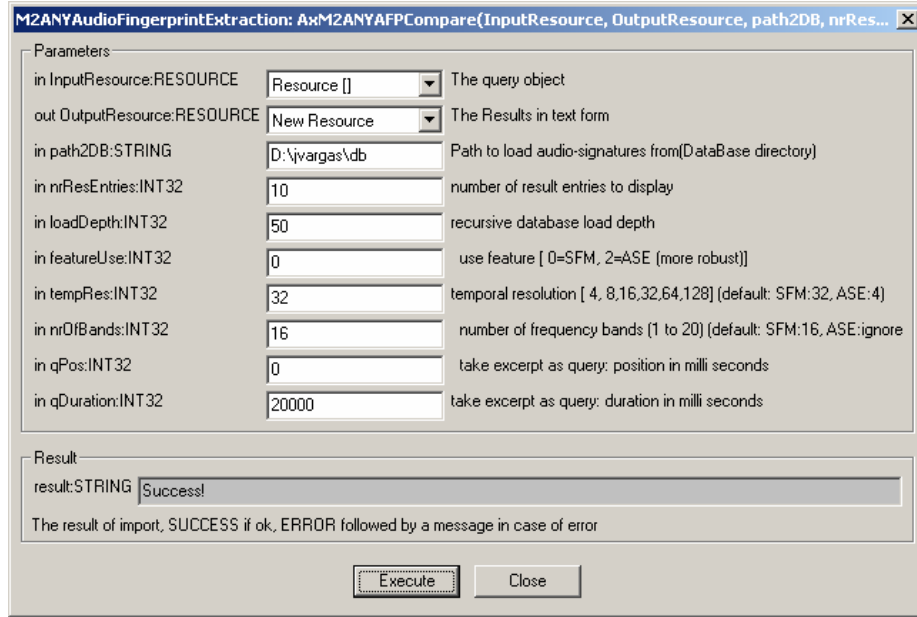 M2ANYAudioFingerprintExtraction: AxM2ANYAFPCompare(InputResource, OutputResource, path2DB, nrRes...
Parameters
in InputResource:RESOURCE Resource [] The query object
out OutputResource:RESOURCE New Resource The Results in text form
in path2DB:STRING D:\jvargas\db Path to load audio-signatures from(DataBase directory)
in nrResEntries:INT32 10 number of result entries to display
in loadDepth:INT32 50 recursive database load depth
in featureUse:INT32 0 use feature [ 0=SFM, 2=ASE (more robust)]
in tempRes:INT32 32 temporal resolution [ 4, 8,16,32,64,128] (default: SFM:32, ASE:4)
in nrOfBands:INT32 16 number of frequency bands (1 to 20) (default: SFM:16, ASE:ignore
in qPos:INT32 0 take excerpt as query: position in milli seconds
in qDuration:INT32 20000 take excerpt as query: duration in milli seconds
Result
result:STRING Success!
The result of import, SUCCESS if ok, ERROR followed by a message in case of error
Execute Close